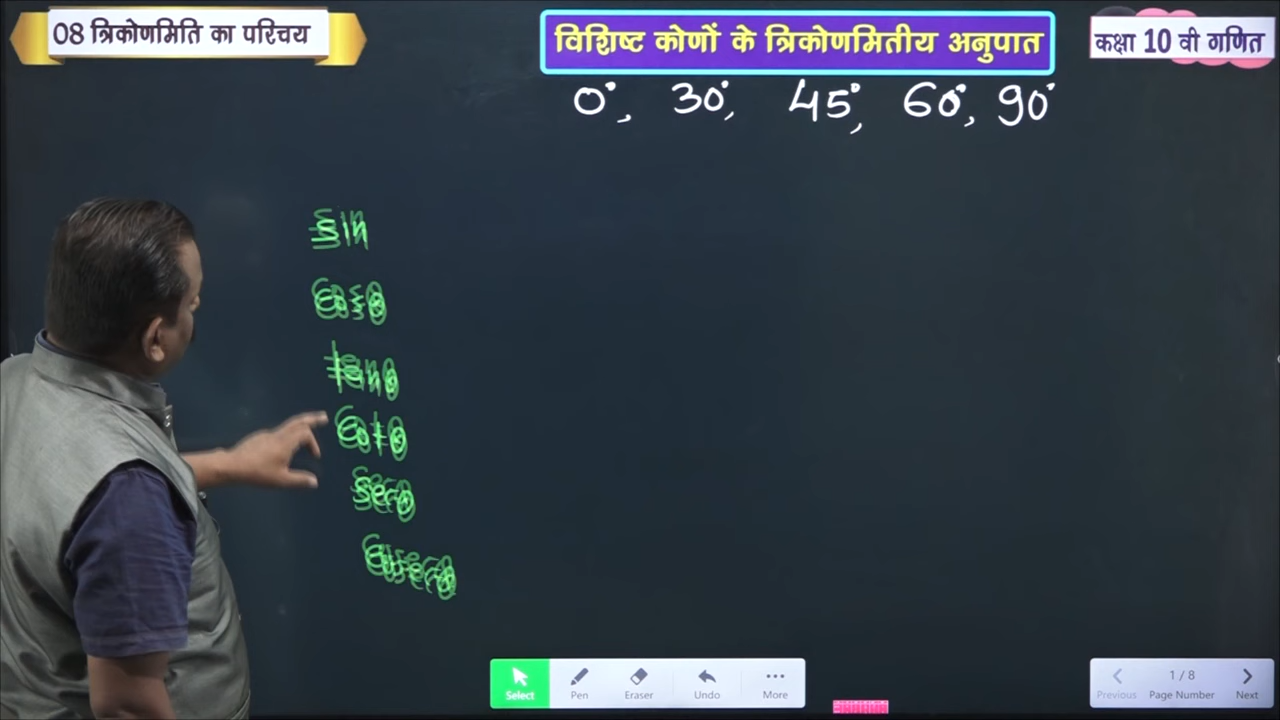 08 त्रिकोणमिति का परिचय
विशिष्ट कोणों के त्रिकोणमितीय अनुपात
कक्षा 10 वी गणित
0°, 30°, 45°, 60°, 90°
Sin
Cosθ
tanθ
Cotθ
Secθ
Cosecθ
Select
Pen
Eraser
Undo
More
Previous
1 / 8
Page Number
Next